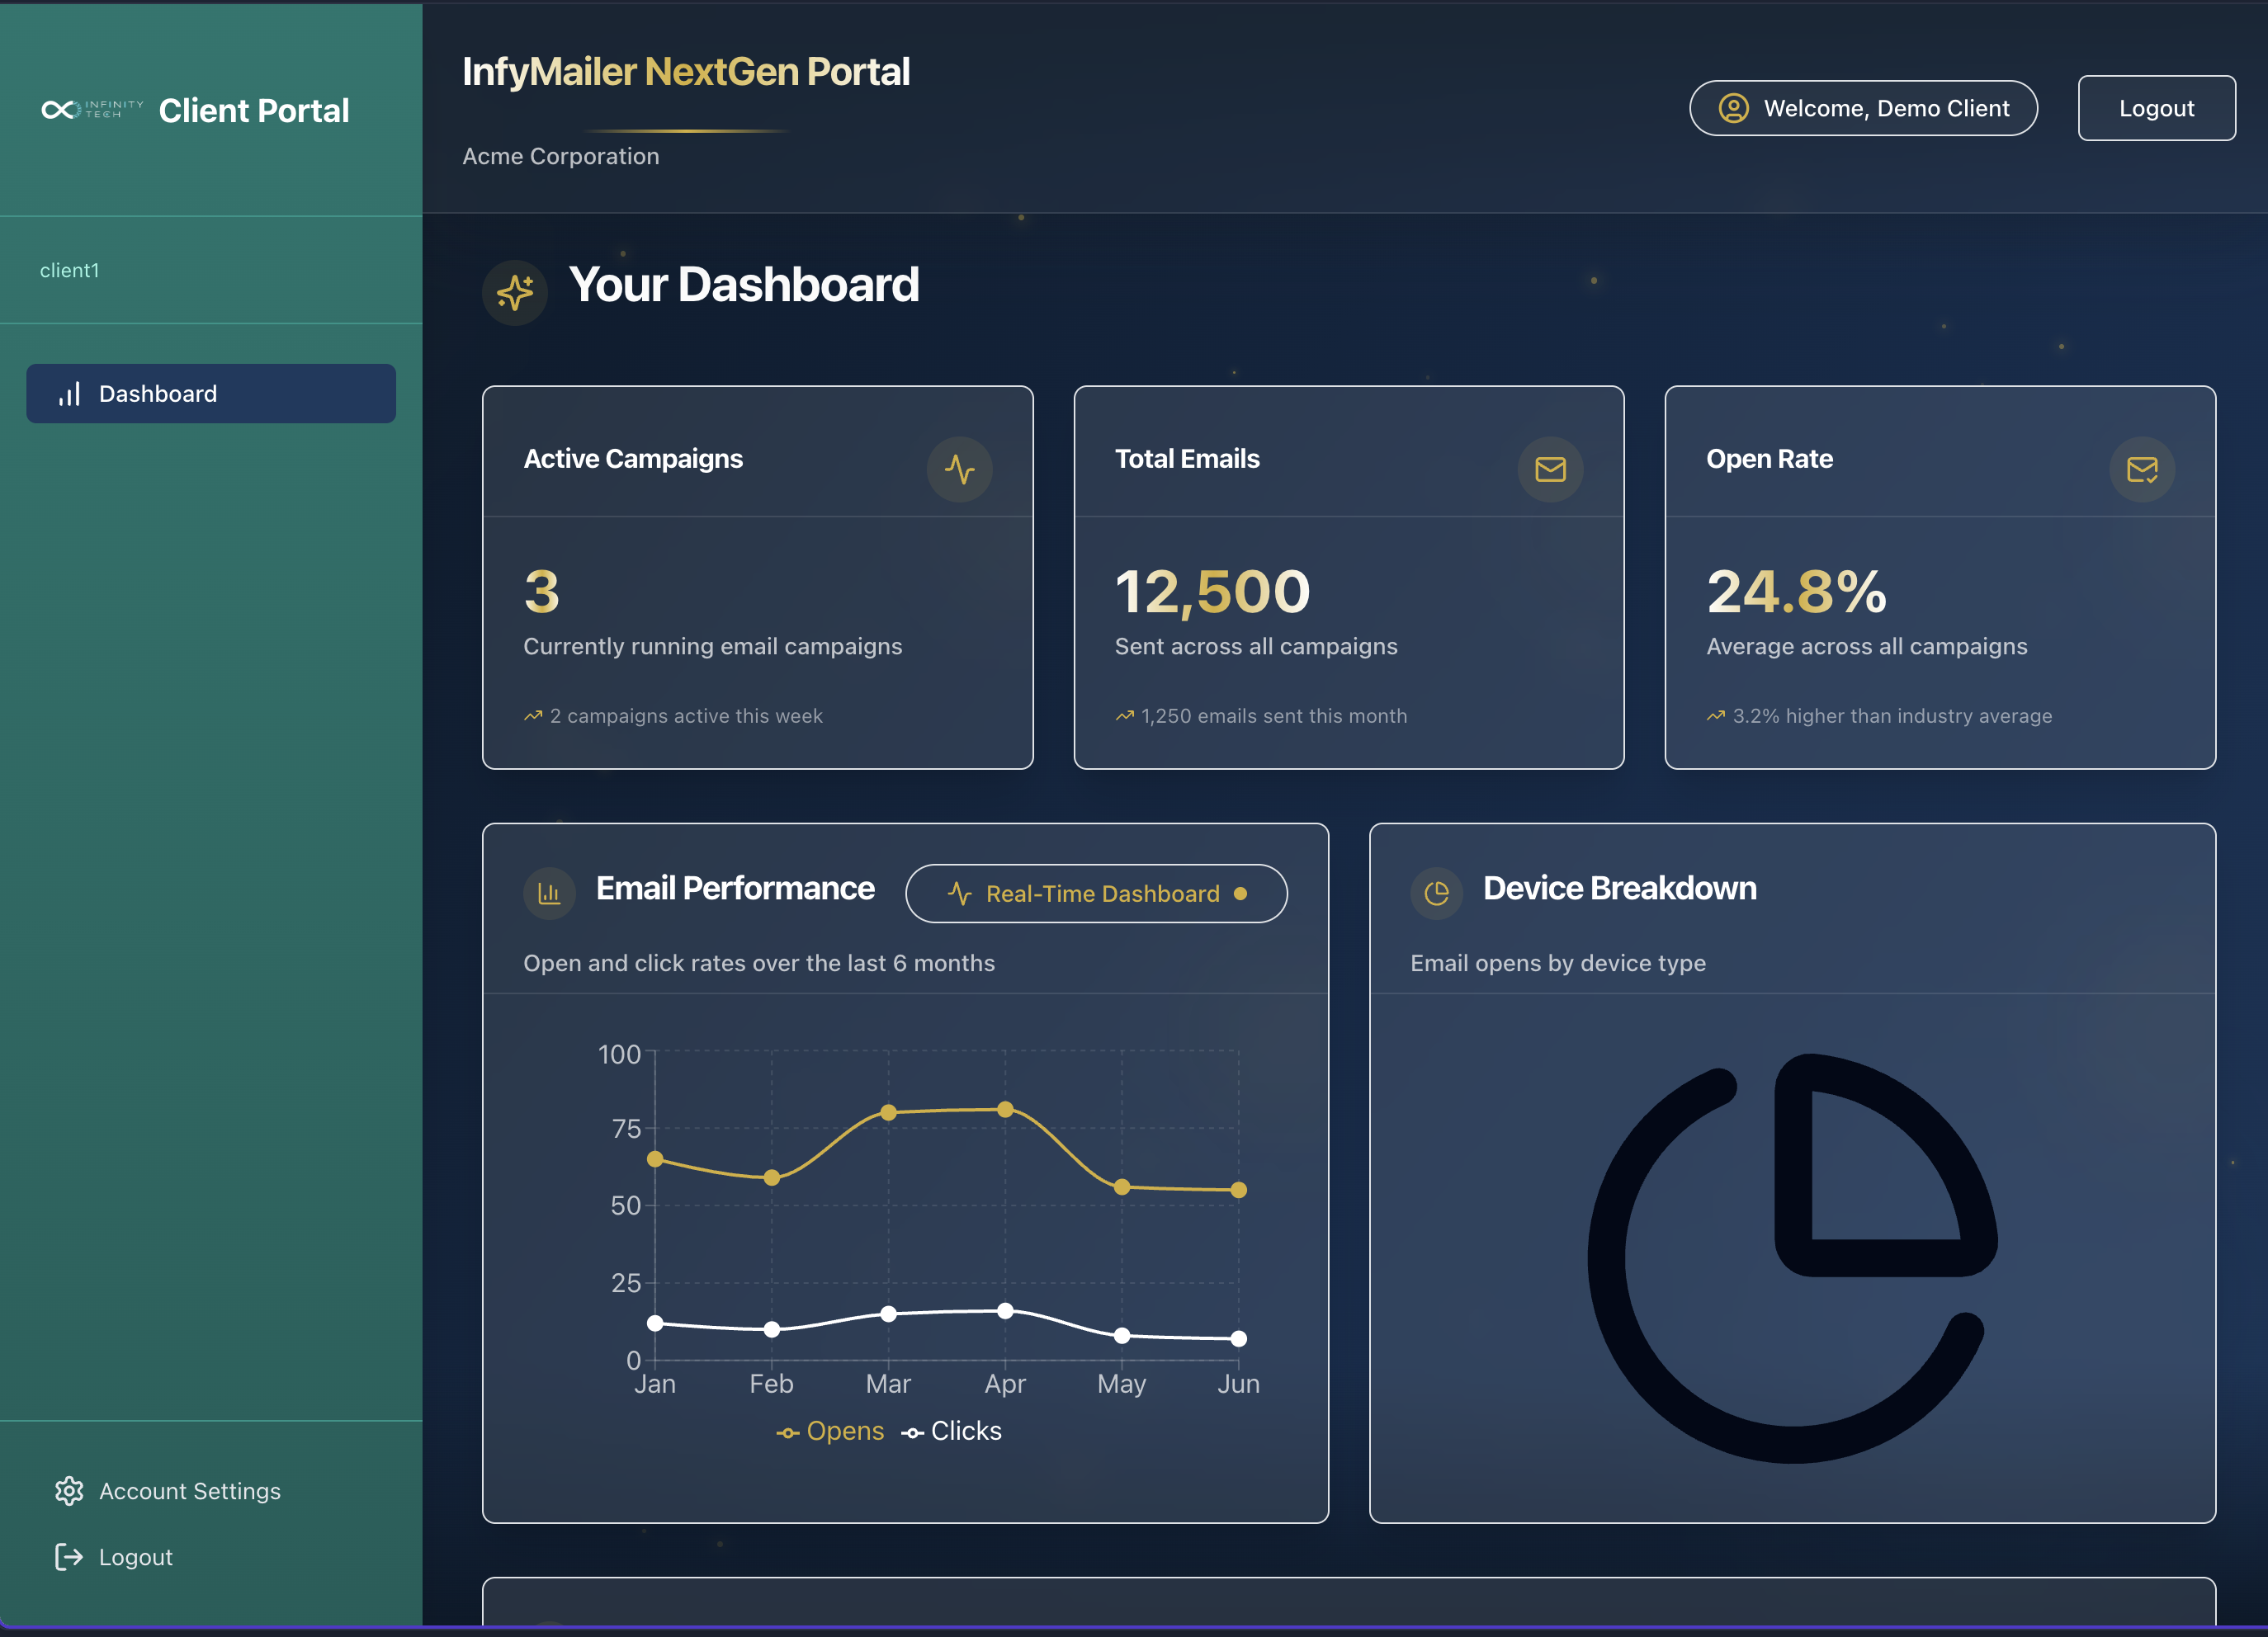 INFINITY
TECH
Client Portal
client1
Dashboard
Account Settings
Logout
InfyMailer NextGen Portal
Acme Corporation
Welcome, Demo Client
Logout
Your Dashboard
Active Campaigns
3
Currently running email campaigns
2 campaigns active this week
Total Emails
12,500
Sent across all campaigns
1,250 emails sent this month
Open Rate
24.8%
Average across all campaigns
3.2% higher than industry average
Email Performance
Real-Time Dashboard
Open and click rates over the last 6 months
100
75
50
25
0
Jan Feb Mar Apr May Jun
Opens Clicks
Device Breakdown
Email opens by device type